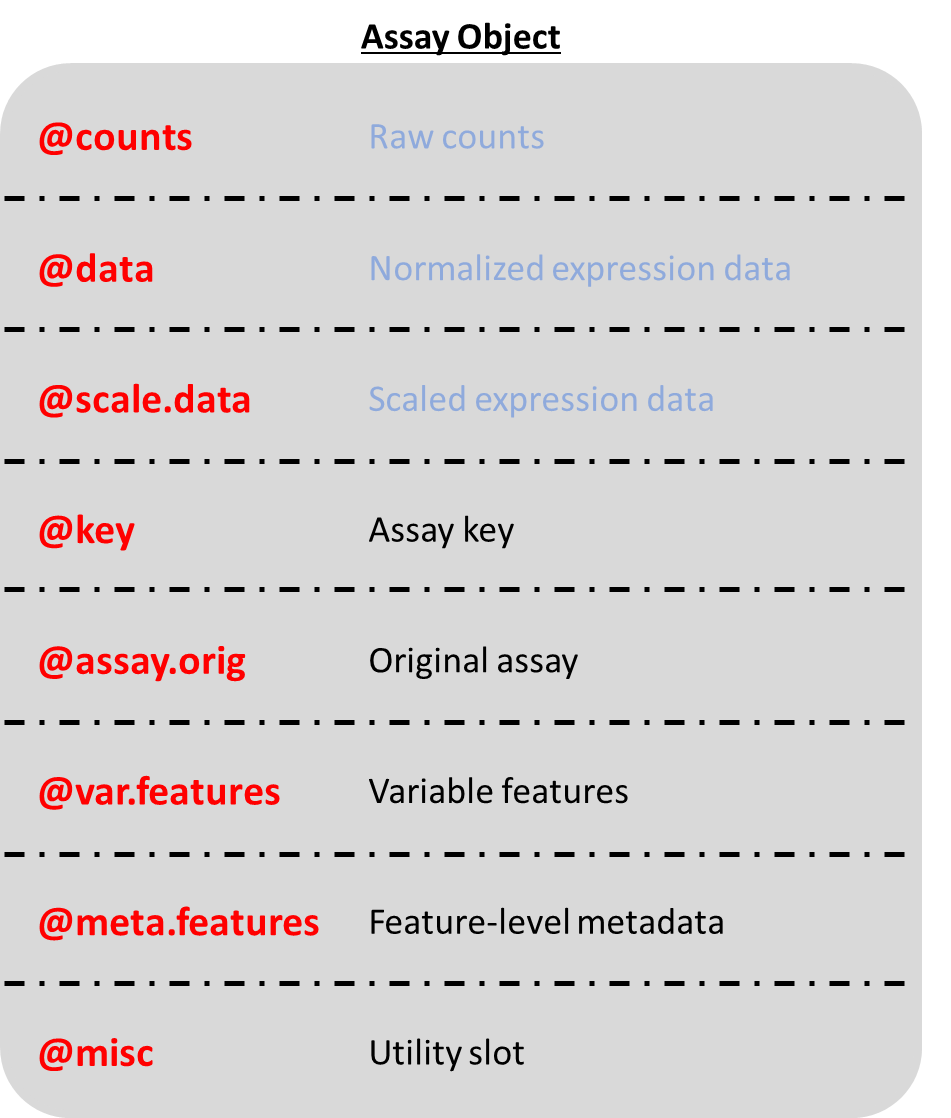 Assay Object
@counts Raw counts
@data Normalized expression data
@scale.data Scaled expression data
@key Assay key
@assay.orig Original assay
@var.features Variable features
@meta.features Feature-level metadata
@misc Utility slot